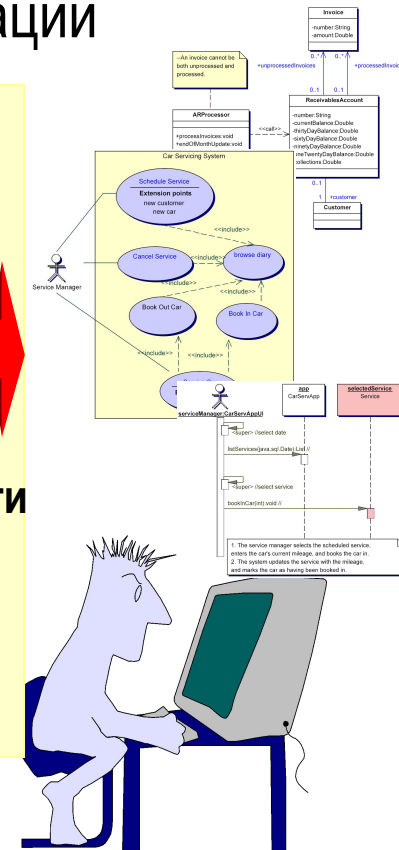 ации
Invoice
-number:String
-amount:Double
--An invoice cannot be
both unprocessed and
processed.
0..*
0..*
+unprocessedInvoices
+processedInvoic
0..1
0..1
ARProcessor
+processInvoices:void
+endOfMonthUpdate:void
<<call>>
ReceivablesAccount
-number:String
-currentBalance:Double
-thirtyDayBalance:Double
-sixtyDayBalance:Double
-ninetyDayBalance:Double
oneTwentyDayBalance:Double
collections:Double
0..1
1
+customer
Customer
Car Servicing System
Schedule Service
Extension points
new customer
new car
<<include>>
Cancel Service
<<include>>
browse diary
<<include>>
<<include>>
Book Out Car
Book In Car
Service Manager
<<include>>
<<include>>
ти
serviceManager:CarServAppUI
app
CarServApp
selectedService
Service
<super> //select date
listServices(java.sql.Date):List //
<super> //select service
bookInCar(int):void //
1. The service manager selects the scheduled service,
enters the car's current mileage, and books the car in.
2. The system updates the service with the mileage,
and marks the car as having been booked in.